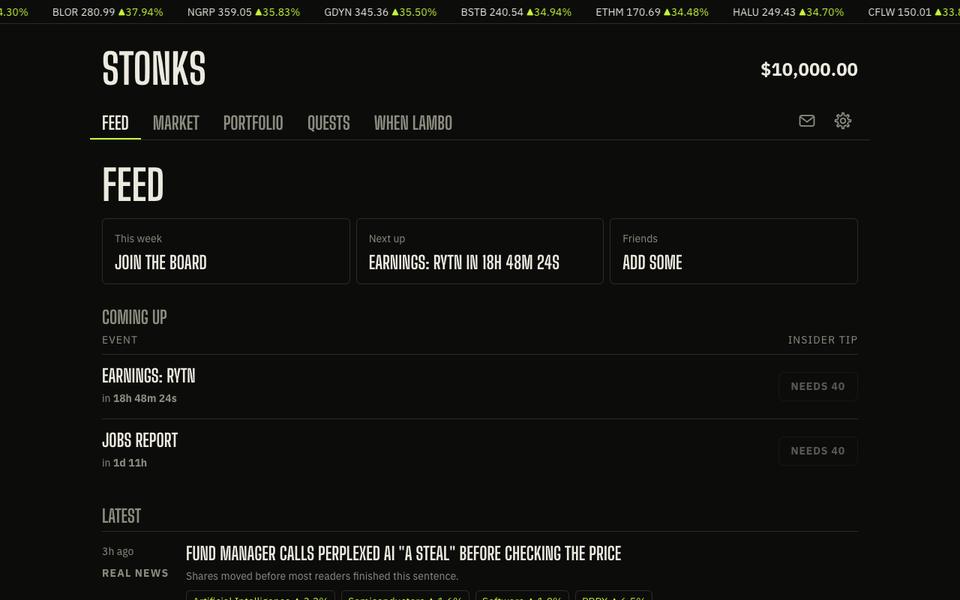 4.30% BLOR 280.99 ▲37.94% NGRP 359.05 ▲35.83% GDYN 345.36 ▲35.50% BSTB 240.54 ▲34.94% ETHM 170.69 ▲34.48% HALU 249.43 ▲34.70% CFLW 150.01
STONKS
$10,000.00
FEED MARKET PORTFOLIO QUESTS WHEN LAMBO
FEED
This week
JOIN THE BOARD
Next up
EARNINGS: RYTN IN 18H 48M 24S
Friends
ADD SOME
COMING UP
EVENT INSIDER TIP
EARNINGS: RYTN
in 18h 48m 24s
NEEDS 40
JOBS REPORT
in 1d 11h
NEEDS 40
LATEST
3h ago
REAL NEWS
FUND MANAGER CALLS PERPLEXED AI "A STEAL" BEFORE CHECKING THE PRICE
Shares moved before most readers finished this sentence.